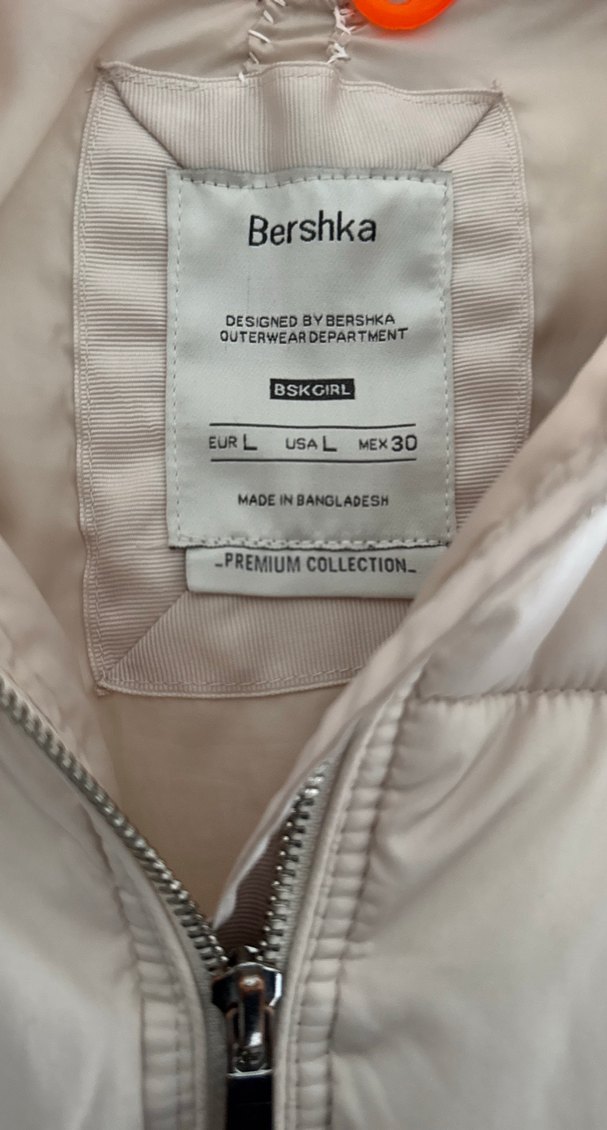 Bershka
DESIGNED BY BERSHKA
OUTERWEAR DEPARTMENT
BSKGIRL
EUR L USA L MEX 30
MADE IN BANGLADESH
_PREMIUM COLLECTION_